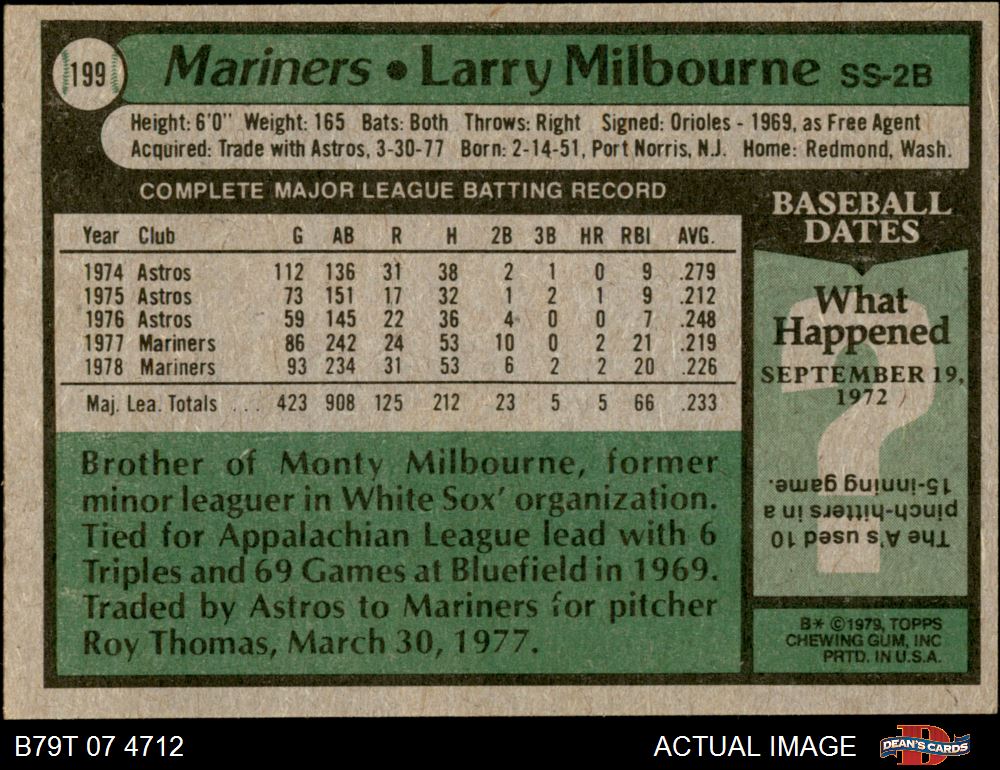 199
Mariners • Larry Milbourne SS-2B
Height: 6'0" Weight: 165 Bats: Both Throws: Right Signed: Orioles - 1969, as Free Agent
Acquired: Trade with Astros, 3-30-77 Born: 2-14-51, Port Norris, N.J. Home: Redmond, Wash.
COMPLETE MAJOR LEAGUE BATTING RECORD
Year Club G AB R H 2B 3B HR RBI AVG.
1974 Astros 112 136 31 38 2 1 0 9 .279
1975 Astros 73 151 17 32 1 2 1 9 .212
1976 Astros 59 145 22 36 4 0 0 7 .248
1977 Mariners 86 242 24 53 10 0 2 21 .219
1978 Mariners 93 234 31 53 6 2 2 20 .226
Maj. Lea. Totals ... 423 908 125 212 23 5 5 66 .233
Brother of Monty Milbourne, former
minor leaguer in White Sox' organization.
Tied for Appalachian League lead with 6
Triples and 69 Games at Bluefield in 1969.
Traded by Astros to Mariners for pitcher
Roy Thomas, March 30, 1977.
BASEBALL
DATES
What
Happened
SEPTEMBER 19,
1972
?
The A's used 10
pinch-hitters in a
15-inning game.
B* ©1979, TOPPS
CHEWING GUM, INC
PRTD. IN U.S.A.
B79T 07 4712
ACTUAL IMAGE
D
DEAN'S CARDS